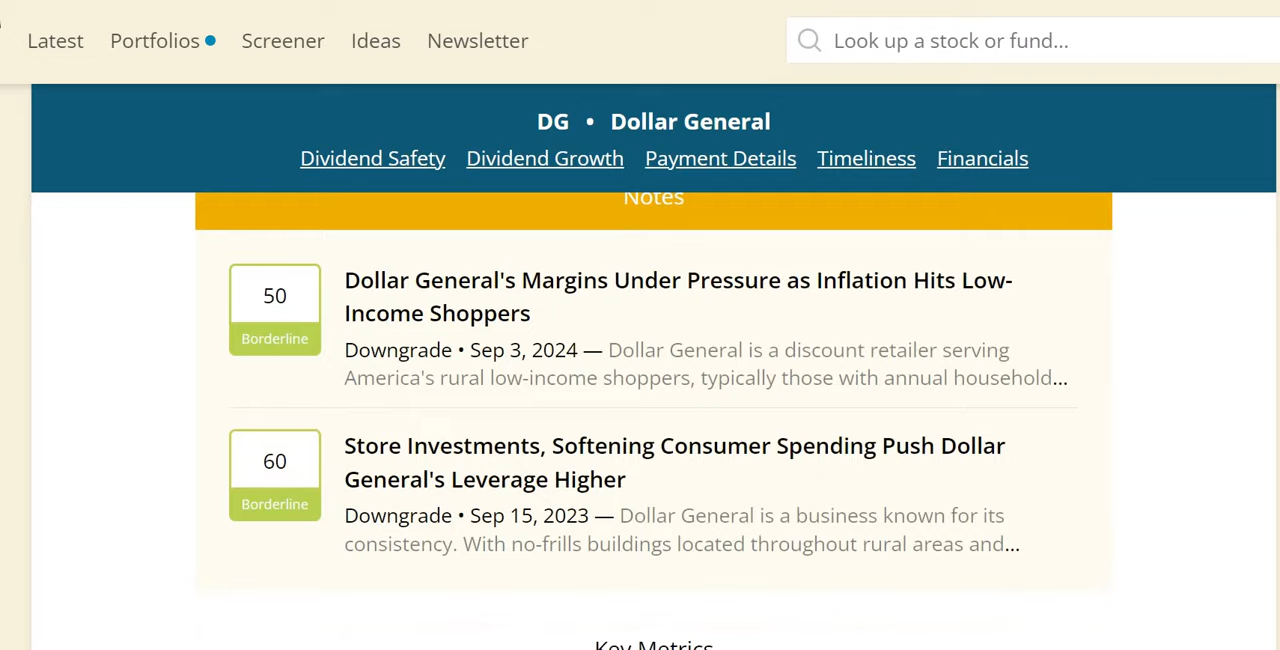 Latest Portfolios Screener Ideas Newsletter Look up a stock or fund...
DG • Dollar General
Dividend Safety Dividend Growth Payment Details Timeliness Financials
Notes
50
Borderline
Dollar General's Margins Under Pressure as Inflation Hits Low-
Income Shoppers
Downgrade • Sep 3, 2024 — Dollar General is a discount retailer serving
America's rural low-income shoppers, typically those with annual household...
60
Borderline
Store Investments, Softening Consumer Spending Push Dollar
General's Leverage Higher
Downgrade • Sep 15, 2023 — Dollar General is a business known for its
consistency. With no-frills buildings located throughout rural areas and...
Key Metrics